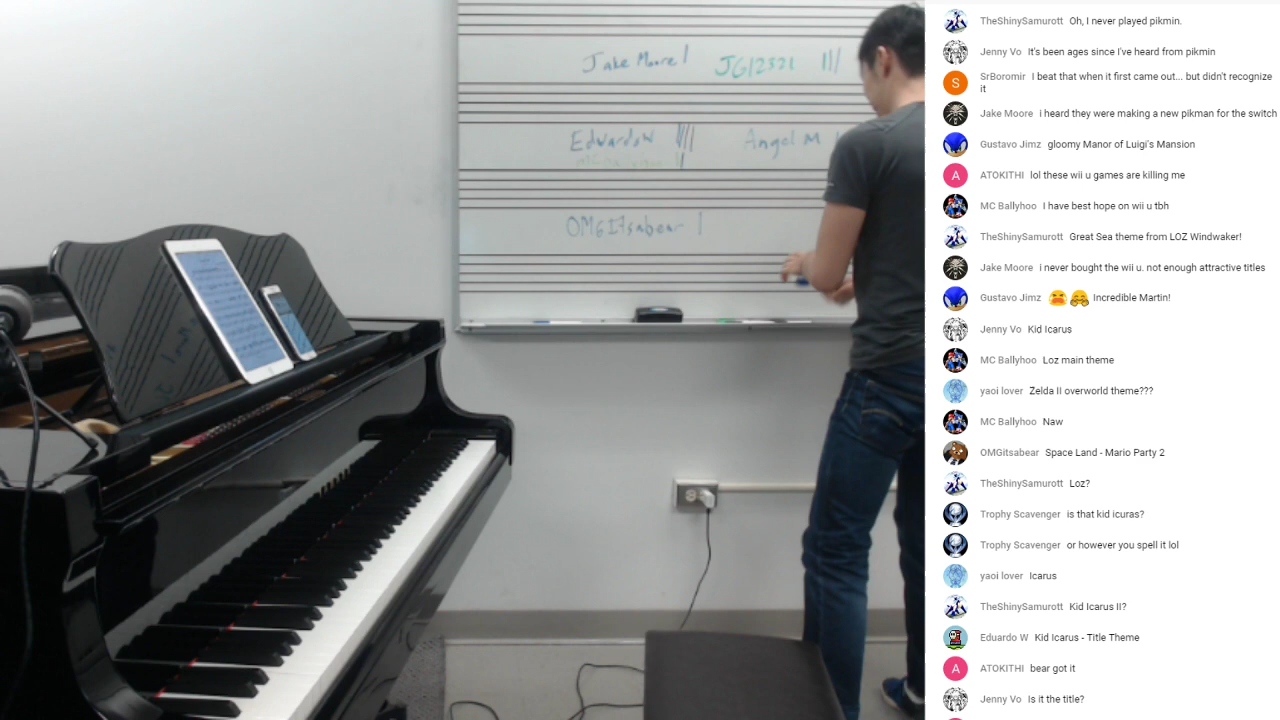 Jake Moore |
JG12321 |||
EdwardoW ||||
Angel M
OMGItsabear |
TheShinySamurott Oh, I never played pikmin.
Jenny Vo It's been ages since I've heard from pikmin
S
SrBoromir I beat that when it first came out... but didn't recognize
it
Jake Moore i heard they were making a new pikman for the switch
Gustavo Jimz gloomy Manor of Luigi's Mansion
A
ATOKITHI lol these wii u games are killing me
MC Ballyhoo I have best hope on wii u tbh
TheShinySamurott Great Sea theme from LOZ Windwaker!
Jake Moore i never bought the wii u. not enough attractive titles
Gustavo Jimz 😫 🤗 Incredible Martin!
Jenny Vo Kid Icarus
MC Ballyhoo Loz main theme
yaoi lover Zelda II overworld theme???
MC Ballyhoo Naw
OMGitsabear Space Land - Mario Party 2
TheShinySamurott Loz?
Trophy Scavenger is that kid icuras?
Trophy Scavenger or however you spell it lol
yaoi lover Icarus
TheShinySamurott Kid Icarus II?
Eduardo W Kid Icarus - Title Theme
A
ATOKITHI bear got it
Jenny Vo Is it the title?